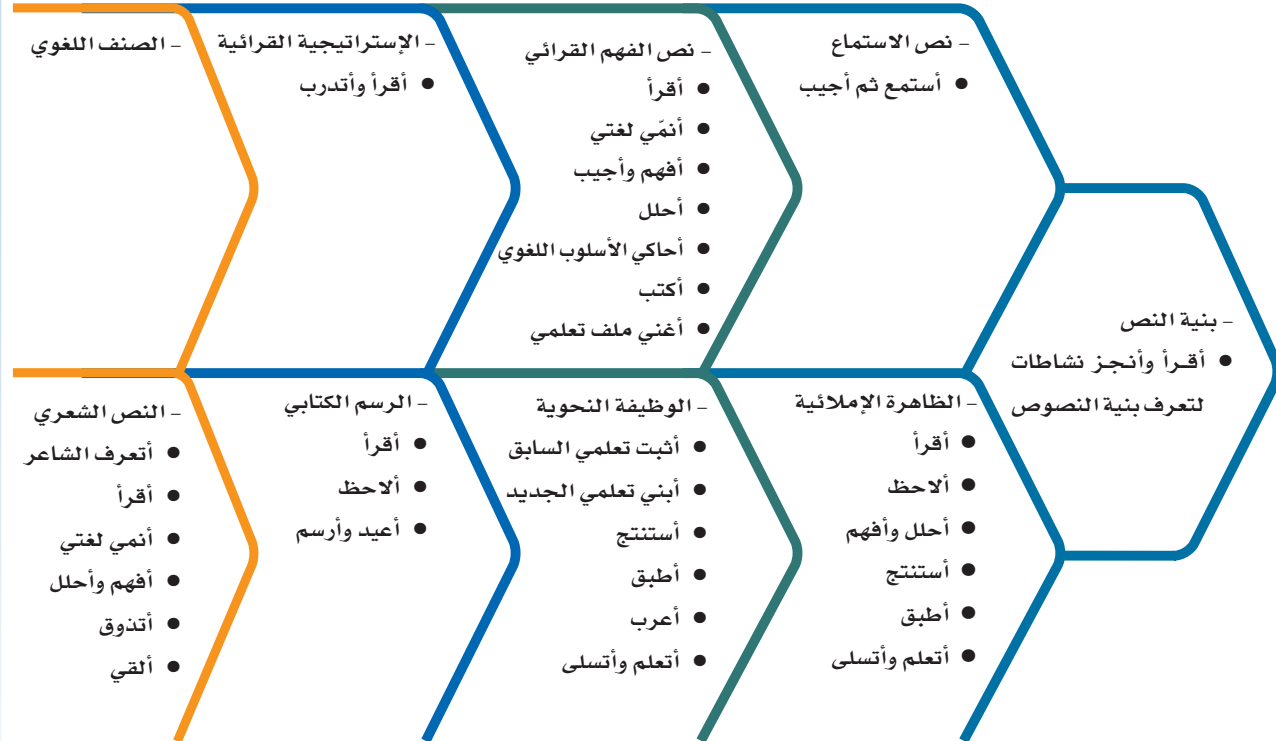 – بنية النص
● أقرأ وأنجز نشاطات
لتعرف بنية النصوص
– نص الاستماع
● أستمع ثم أجيب
– نص الفهم القرائي
● أقرأ
● أنمّي لغتي
● أفهم وأجيب
● أحلل
● أحاكي الأسلوب اللغوي
● أكتب
● أغني ملف تعلمي
– الإستراتيجية القرائية
● أقرأ وأتدرب
– الصنف اللغوي
– الظاهرة الإملائية
● أقرأ
● ألاحظ
● أحلل وأفهم
● أستنتج
● أطبق
● أتعلم وأتسلى
– الوظيفة النحوية
● أثبت تعلمي السابق
● أبني تعلمي الجديد
● أستنتج
● أطبق
● أعرب
● أتعلم وأتسلى
– الرسم الكتابي
● أقرأ
● ألاحظ
● أعيد وأرسم
– النص الشعري
● أتعرف الشاعر
● أقرأ
● أنمي لغتي
● أفهم وأحلل
● أتذوق
● ألقي